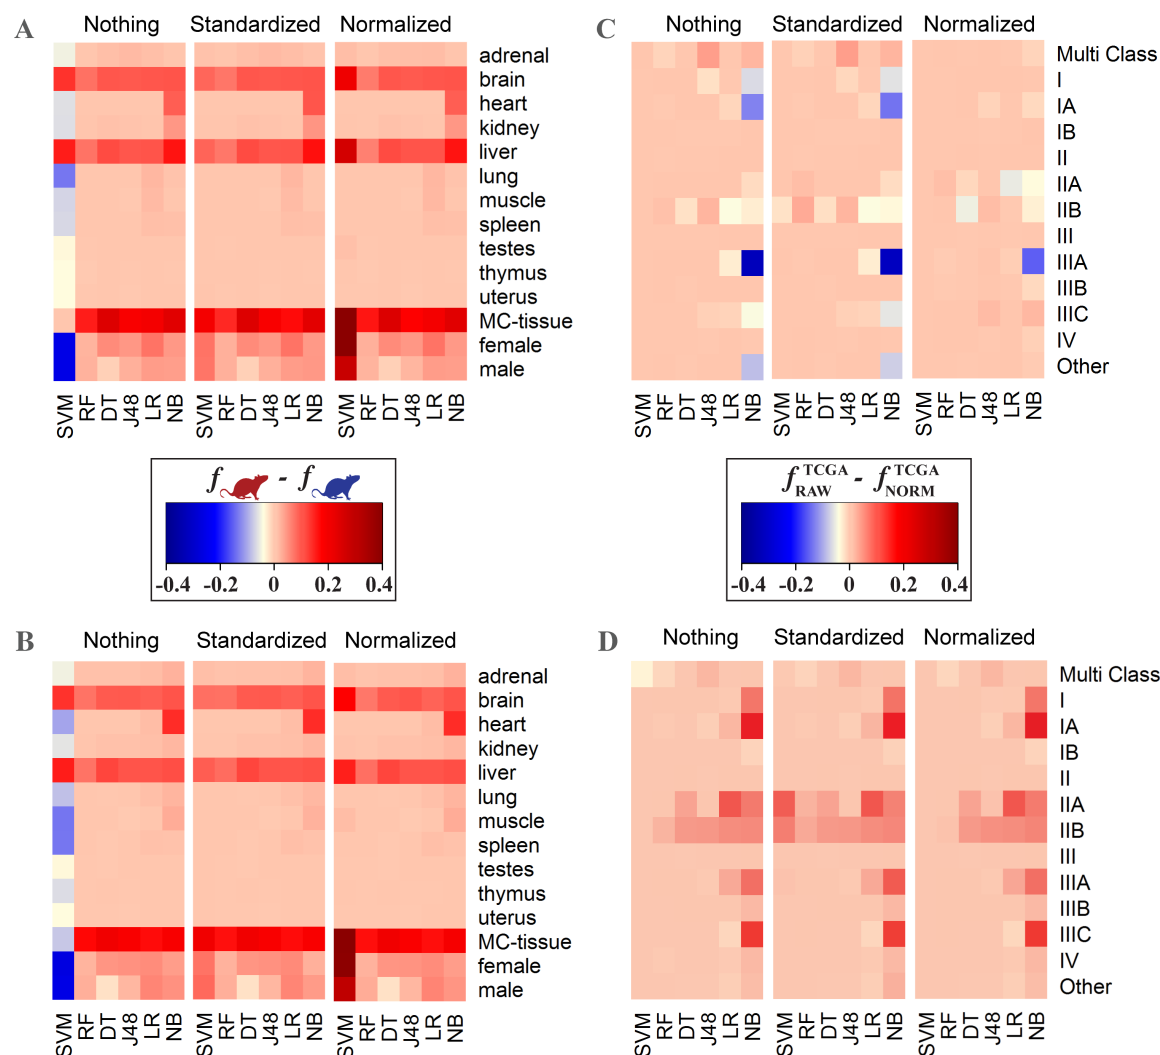 A
Nothing Standardized Normalized
adrenal
brain
heart
kidney
liver
lung
muscle
spleen
testes
thymus
uterus
MC-tissue
female
male
SVM RF DT J48 LR NB SVM RF DT J48 LR NB SVM RF DT J48 LR NB
f - f
-0.4 -0.2 0 0.2 0.4
C
Nothing Standardized Normalized
Multi Class
I
IA
IB
II
IIA
IIB
III
IIIA
IIIB
IIIC
IV
Other
SVM RF DT J48 LR NB SVM RF DT J48 LR NB SVM RF DT J48 LR NB
f TCGA RAW - f TCGA NORM
-0.4 -0.2 0 0.2 0.4
B
Nothing Standardized Normalized
adrenal
brain
heart
kidney
liver
lung
muscle
spleen
testes
thymus
uterus
MC-tissue
female
male
SVM RF DT J48 LR NB SVM RF DT J48 LR NB SVM RF DT J48 LR NB
D
Nothing Standardized Normalized
Multi Class
I
IA
IB
II
IIA
IIB
III
IIIA
IIIB
IIIC
IV
Other
SVM RF DT J48 LR NB SVM RF DT J48 LR NB SVM RF DT J48 LR NB